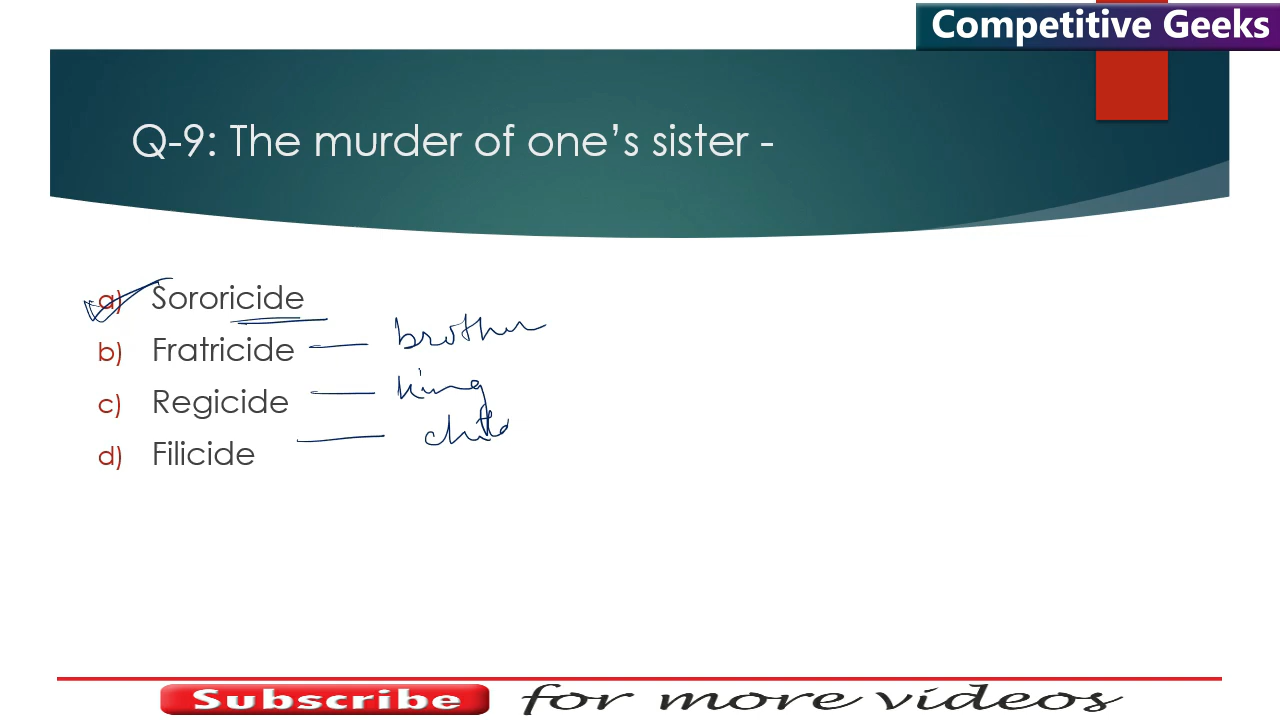 Competitive Geeks
Q-9: The murder of one’s sister -
a) Sororicide
b) Fratricide — brother
c) Regicide — king
d) Filicide — child
Subscribe for more videos